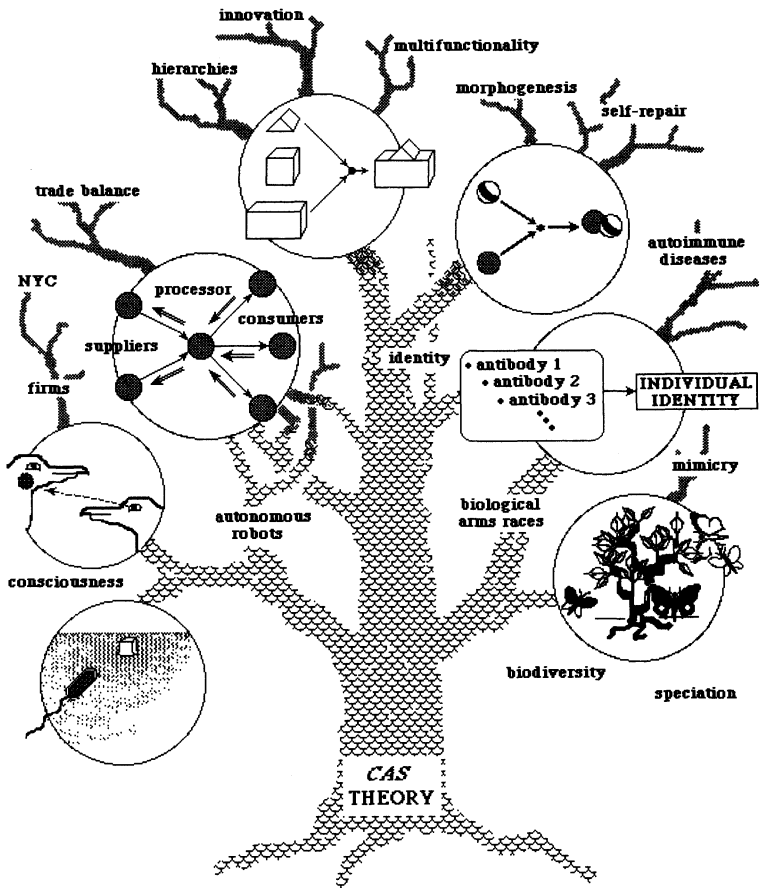 innovation
multifunctionality
hierarchies
morphogenesis
self-repair
trade balance
autoimmune
diseases
NYC
processor
consumers
suppliers
identity
firms
• antibody 1
• antibody 2
• antibody 3
INDIVIDUAL
IDENTITY
mimicry
autonomous
robots
biological
arms races
consciousness
biodiversity
speciation
CAS
THEORY